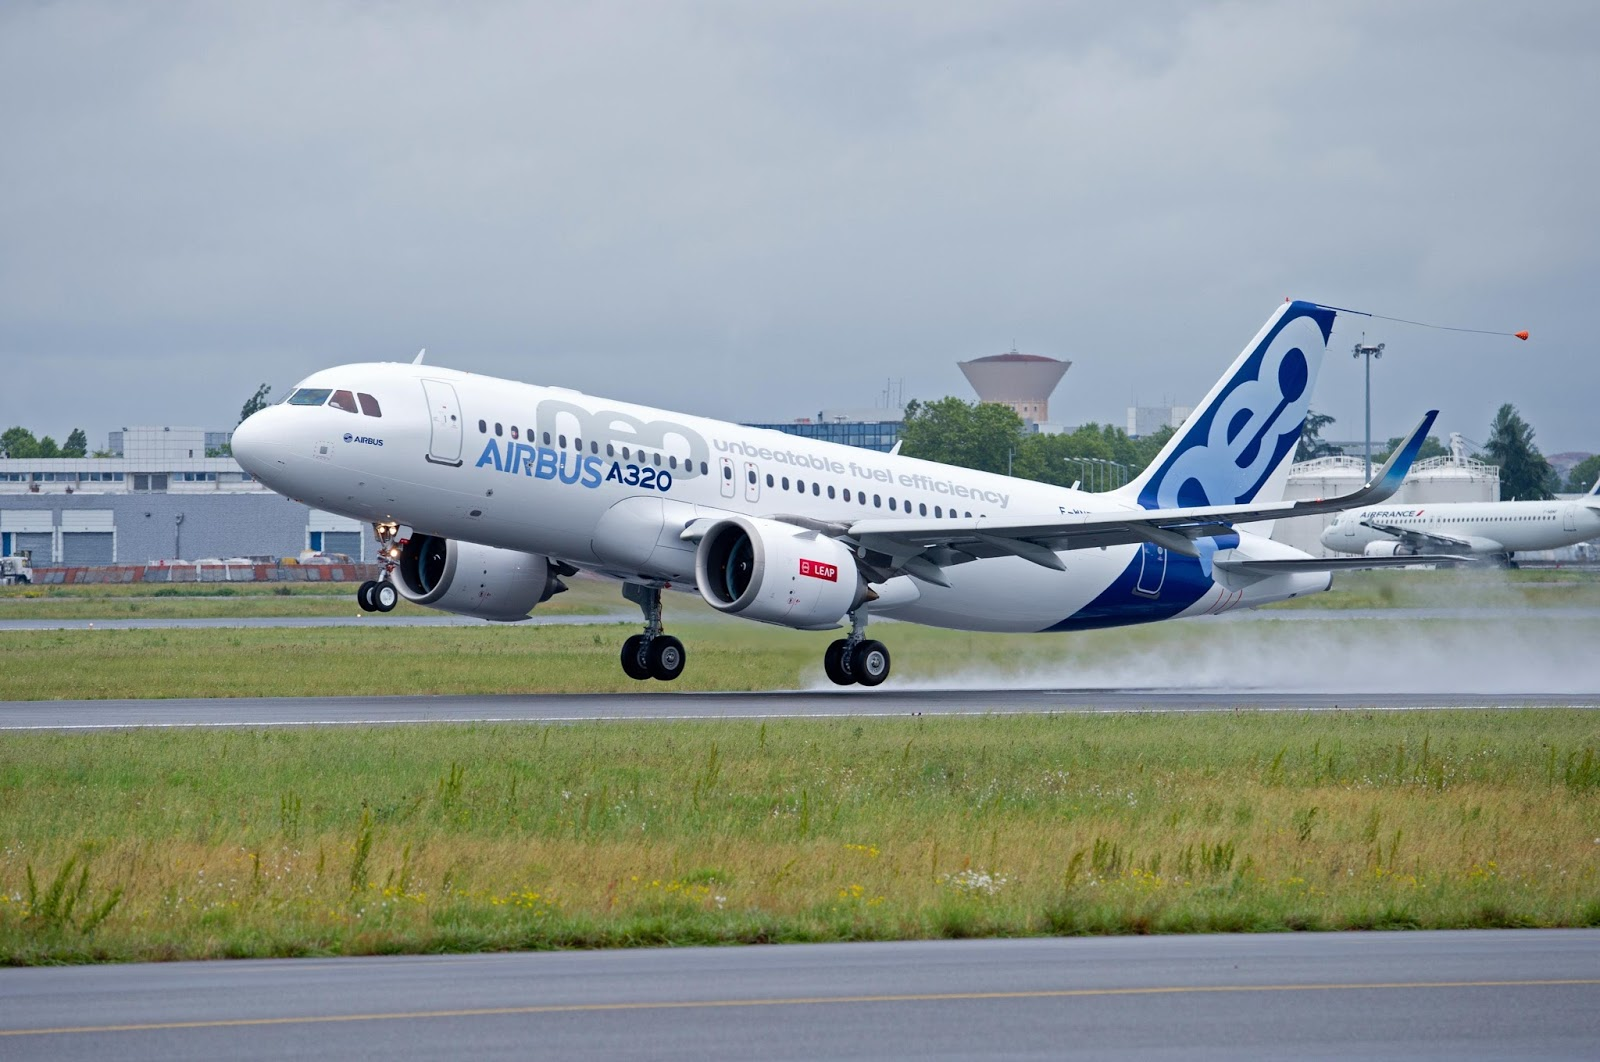 neo
unbeatable fuel efficiency
AIRBUS A320
AIRBUS
LEAP
neo
AIRFRANCE